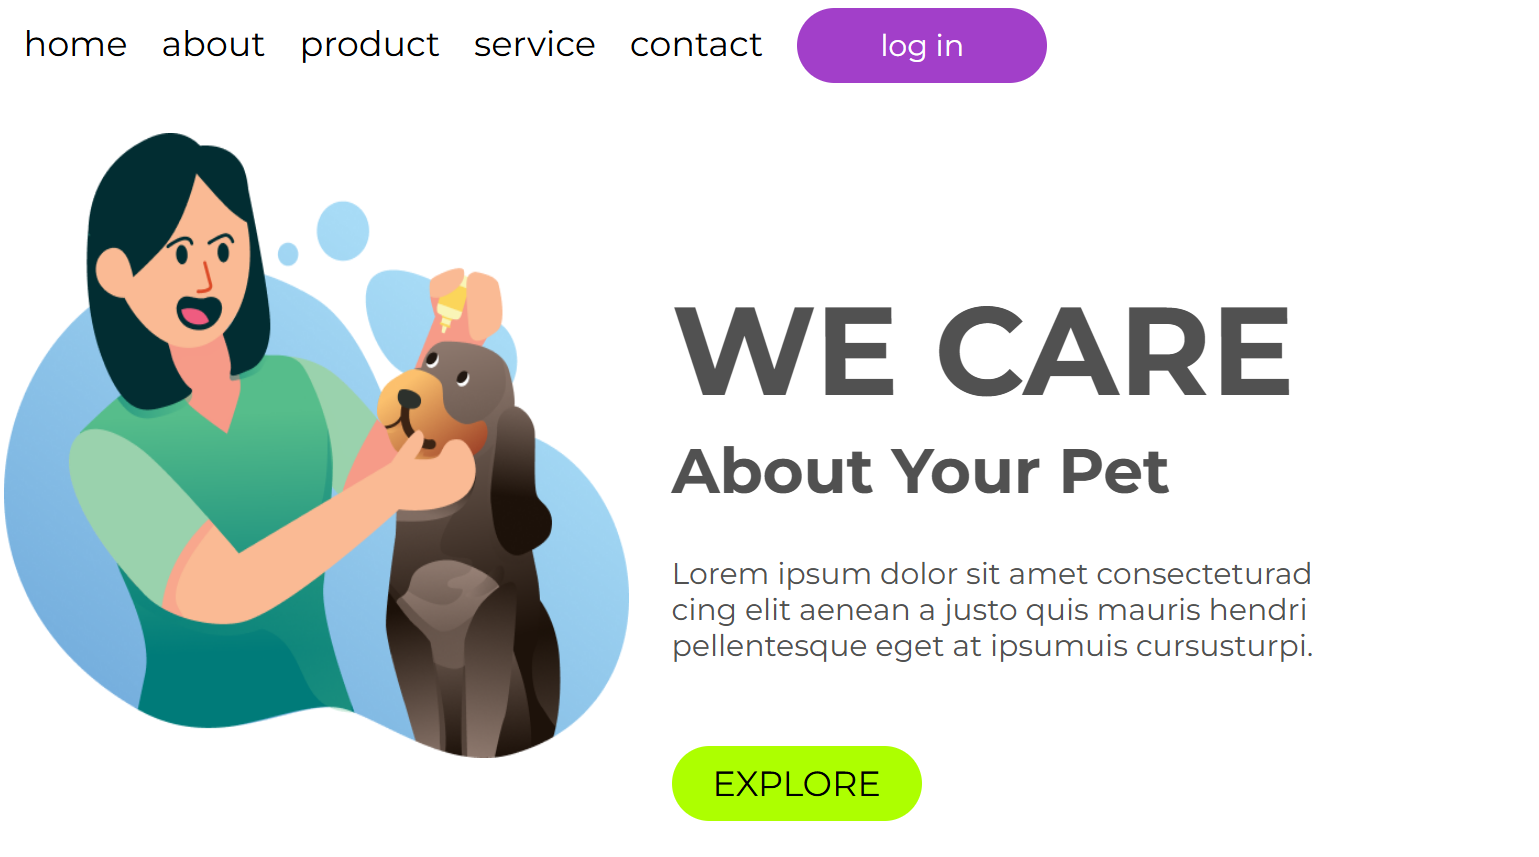 home about product service contact log in
WE CARE
About Your Pet
Lorem ipsum dolor sit amet consecteturad
cing elit aenean a justo quis mauris hendri
pellentesque eget at ipsumuis cursusturpi.
EXPLORE